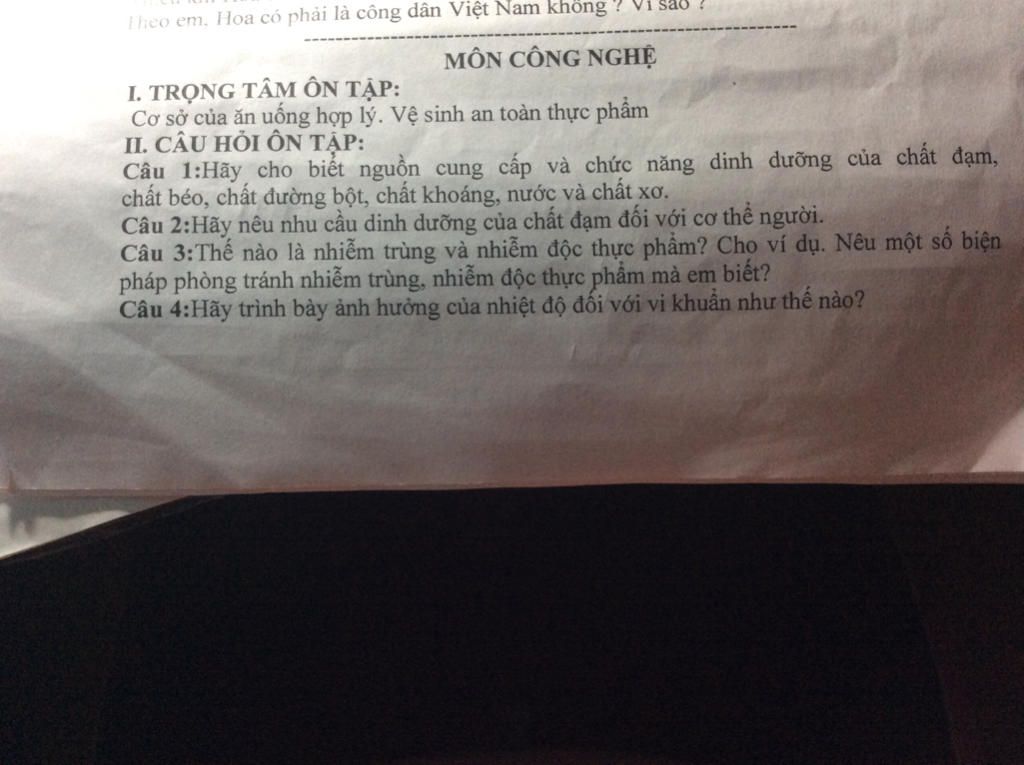 Theo em, Hoa có phải là công dân Việt Nam không ? Vì sao ?
MÔN CÔNG NGHỆ
I. TRỌNG TÂM ÔN TẬP:
Cơ sở của ăn uống hợp lý. Vệ sinh an toàn thực phẩm
II. CÂU HỎI ÔN TẬP:
Câu 1:Hãy cho biết nguồn cung cấp và chức năng dinh dưỡng của chất đạm,
chất béo, chất đường bột, chất khoáng, nước và chất xơ.
Câu 2:Hãy nêu nhu cầu dinh dưỡng của chất đạm đối với cơ thể người.
Câu 3:Thế nào là nhiễm trùng và nhiễm độc thực phẩm? Cho ví dụ. Nêu một số biện
pháp phòng tránh nhiễm trùng, nhiễm độc thực phẩm mà em biết?
Câu 4:Hãy trình bày ảnh hưởng của nhiệt độ đối với vi khuẩn như thế nào?